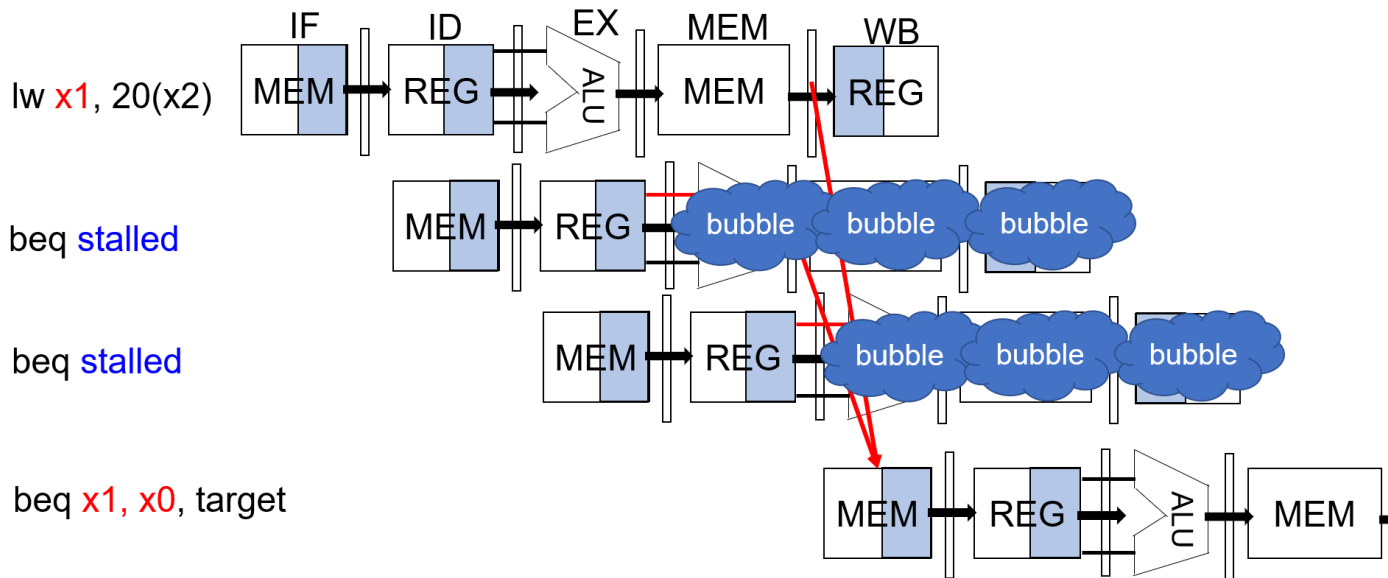 IF ID EX MEM WB
lw x1, 20(x2) MEM REG ALU MEM REG
beq stalled MEM REG bubble bubble bubble
beq stalled MEM REG bubble bubble bubble
beq x1, x0, target MEM REG ALU MEM